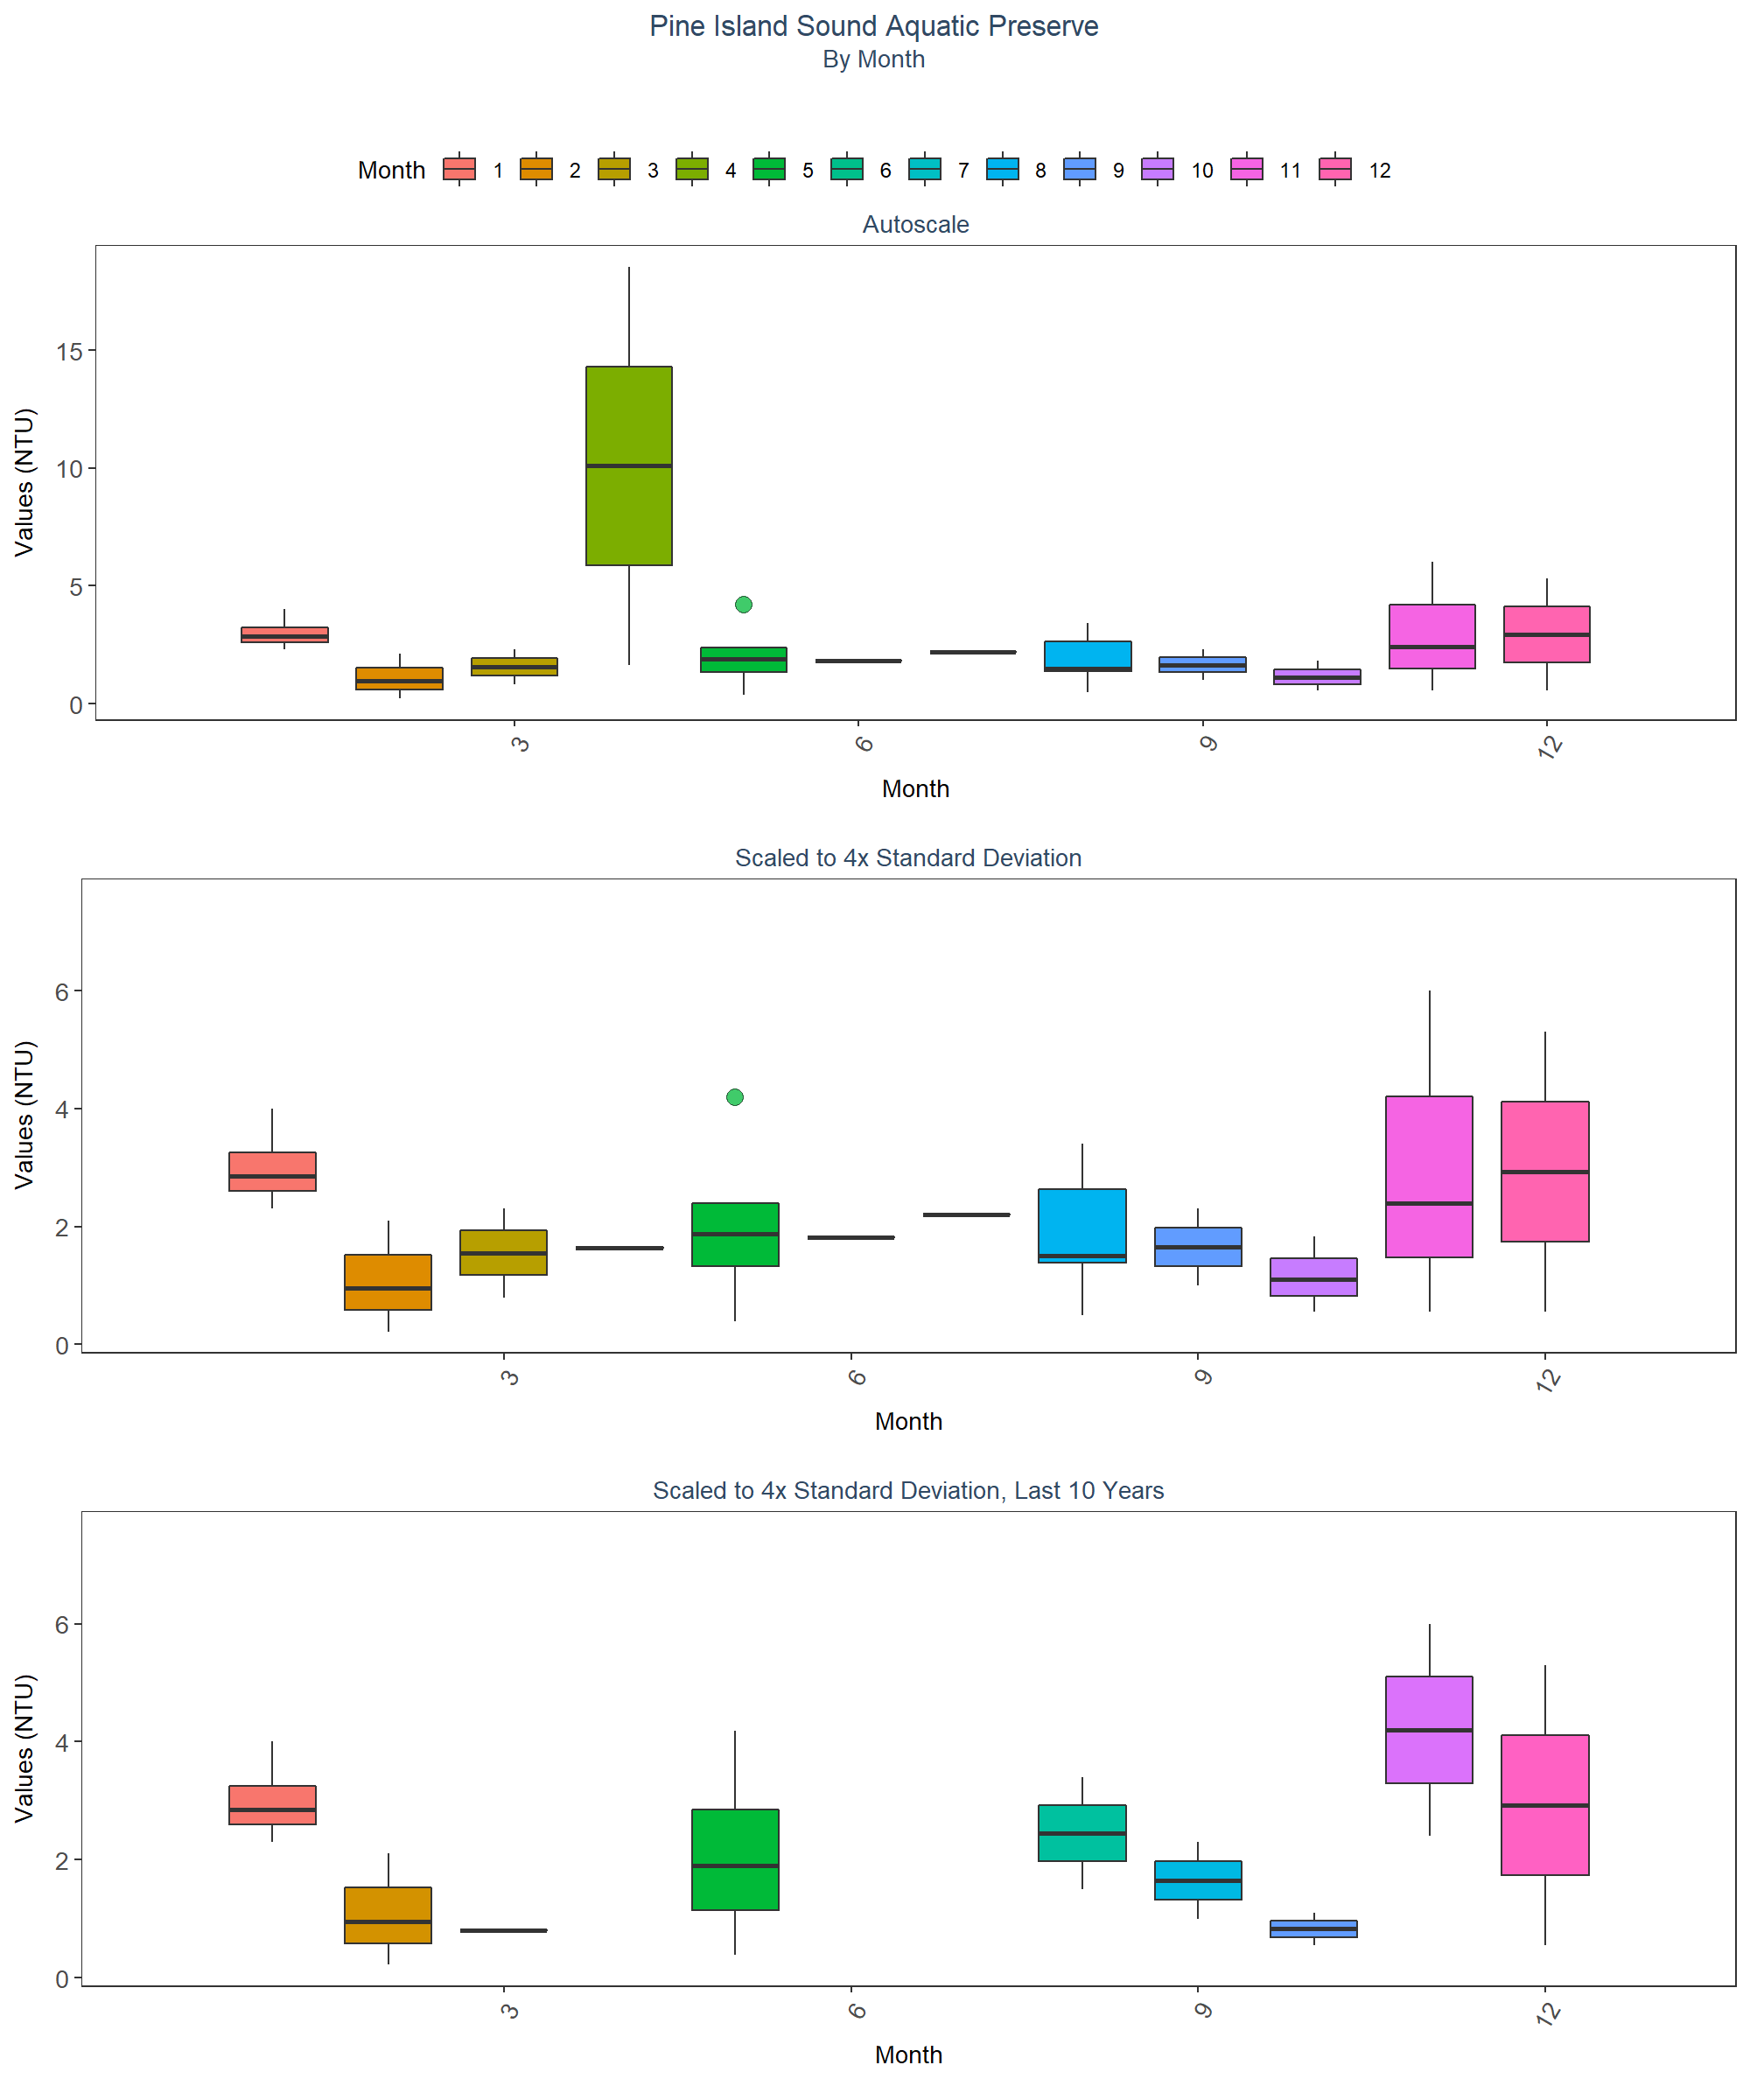 Pine Island Sound Aquatic Preserve
By Month
Month 1 2 3 4 5 6 7 8 9 10 11 12
Autoscale
Values (NTU)
15
10
5
0
3 6 9 12
Month
Scaled to 4x Standard Deviation
Values (NTU)
6
4
2
0
3 6 9 12
Month
Scaled to 4x Standard Deviation, Last 10 Years
Values (NTU)
6
4
2
0
3 6 9 12
Month